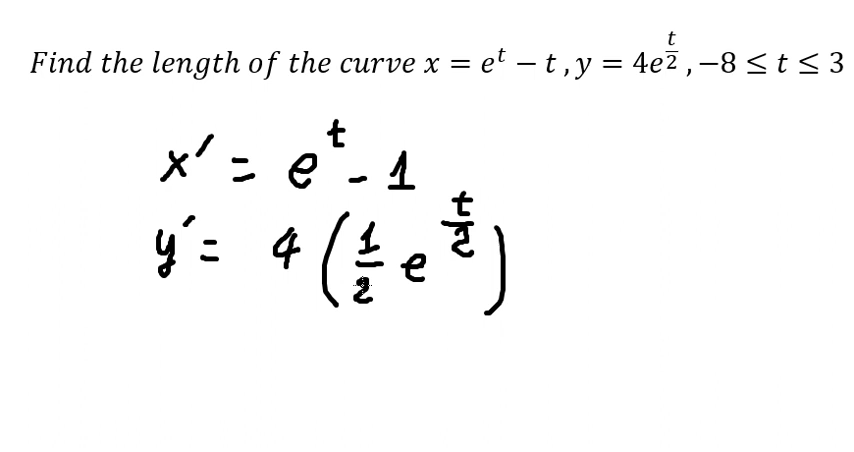 Find the length of the curve x = e^t − t , y = 4e^(t/2) , −8 ≤ t ≤ 3
x′ = e^t - 1
y′ = 4 ( 1/2 e^(t/2) )